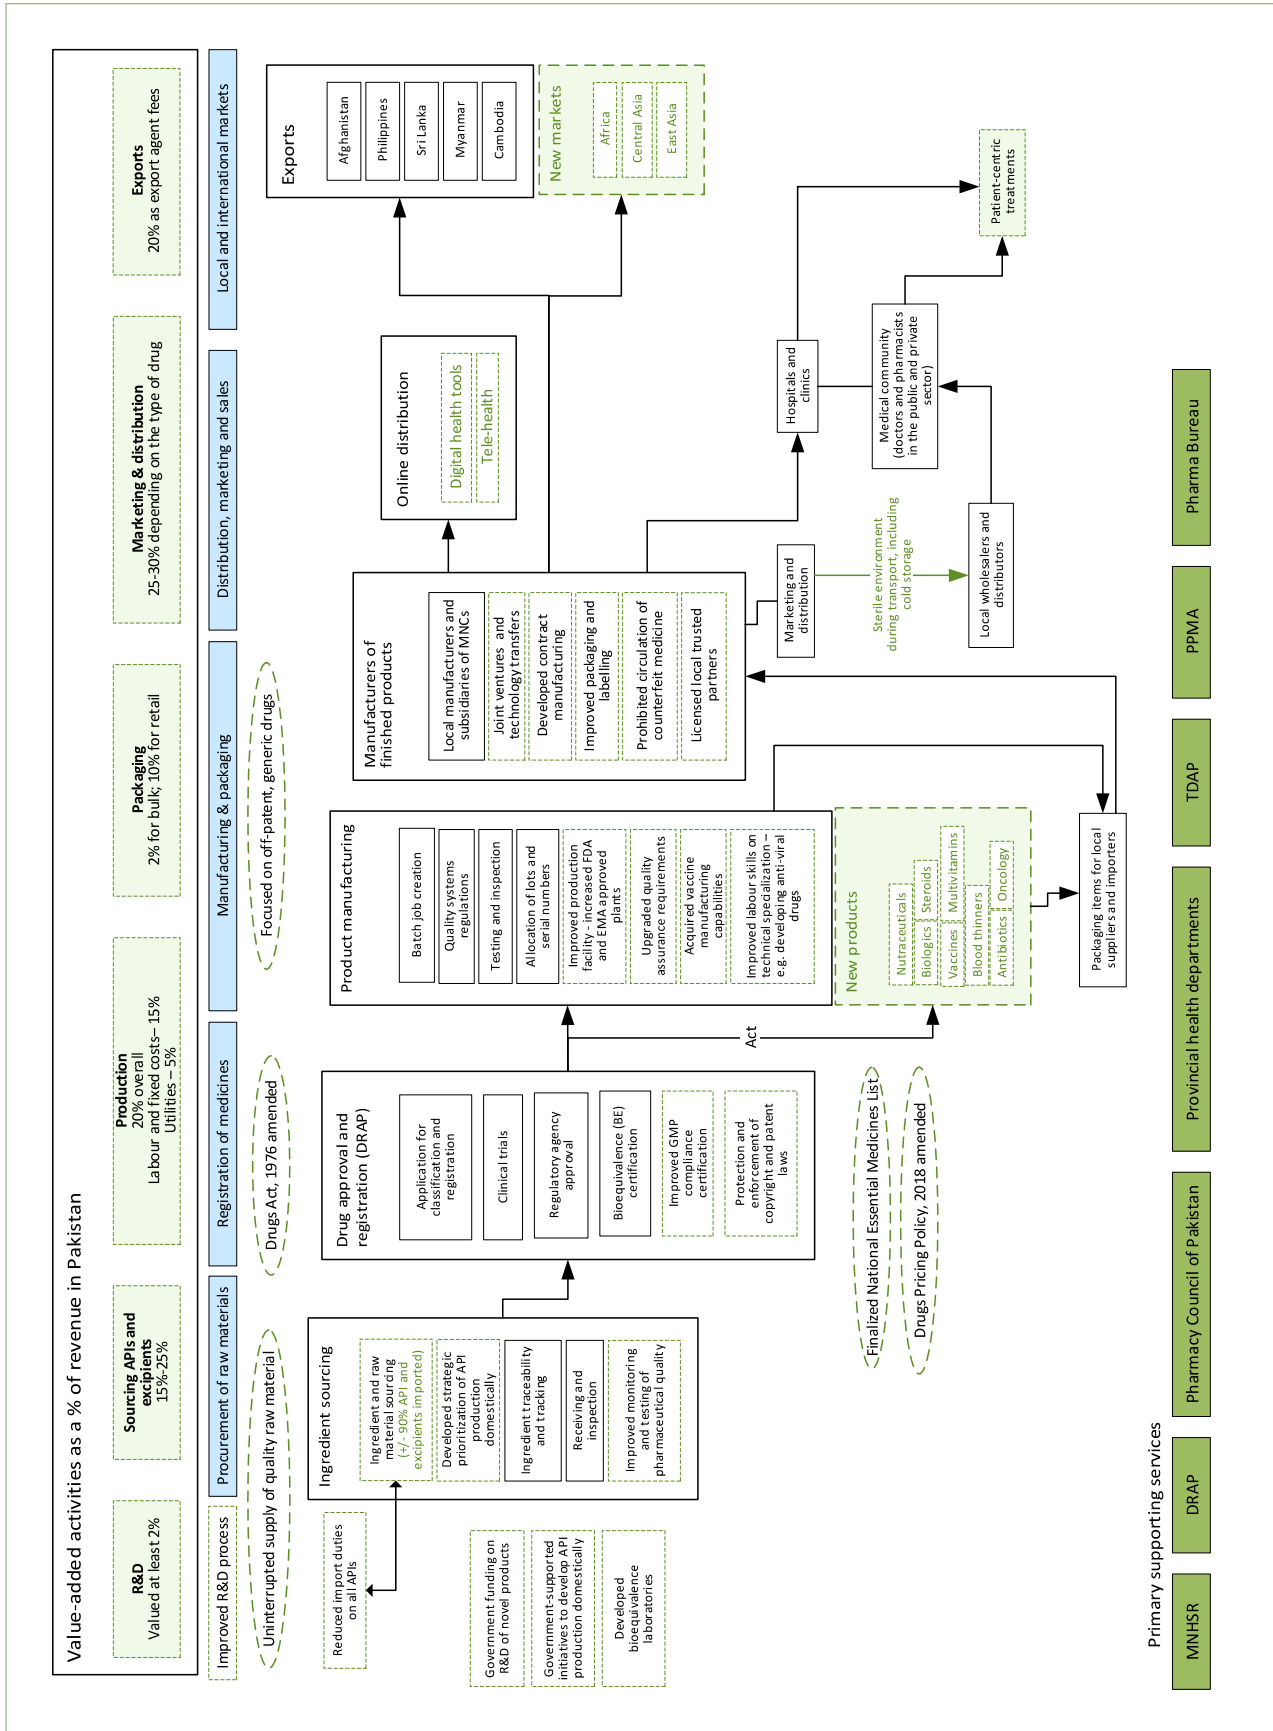 Value-added activities as a % of revenue in Pakistan
R&D
Valued at least 2%
Sourcing APIs and
excipients
15%-25%
Production
20% overall
Labour and fixed costs– 15%
Utilities – 5%
Packaging
2% for bulk; 10% for retail
Marketing & distribution
25-30% depending on the type of drug
Exports
20% as export agent fees
Improved R&D process
Procurement of raw materials
Registration of medicines
Manufacturing & packaging
Distribution, marketing and sales
Local and international markets
Uninterrupted supply of quality raw material
Drugs Act, 1976 amended
Focused on off-patent, generic drugs
Reduced import duties
on all APIs
Government funding on
R&D of novel products
Government-supported
initiatives to develop API
production domestically
Developed
bioequivalence
laboratories
Ingredient sourcing
Ingredient and raw
material sourcing
(+/- 90% API and
excipients imported)
Developed strategic
prioritization of API
production
domestically
Ingredient traceability
and tracking
Receiving and
inspection
Improved monitoring
and testing of
pharmaceutical quality
Drug approval and
registration (DRAP)
Application for
classification and
registration
Clinical trials
Regulatory agency
approval
Bioequivalence (BE)
certification
Improved GMP
compliance
certification
Protection and
enforcement of
copyright and patent
laws
Finalized National Essential Medicines List
Drugs Pricing Policy, 2018 amended
Act
Product manufacturing
Batch job creation
Quality systems
regulations
Testing and inspection
Allocation of lots and
serial numbers
Improved production
facility - increased FDA
and EMA approved
plants
Upgraded quality
assurance requirements
Acquired vaccine
manufacturing
capabilities
Improved labour skills on
technical specialization –
e.g. developing anti-viral
drugs
New products
Nutraceuticals
Biologics
Steroids
Vaccines
Multivitamins
Blood thinners
Antibiotics
Oncology
Packaging items for local
suppliers and importers
Manufacturers of
finished products
Local manufacturers and
subsidiaries of MNCs
Joint ventures and
technology transfers
Developed contract
manufacturing
Improved packaging and
labelling
Prohibited circulation of
counterfeit medicine
Licensed local trusted
partners
Online distribution
Digital health tools
Tele-health
Marketing and
distribution
Sterile environment
during transport, including
cold storage
Local wholesalers and
distributors
Hospitals and
clinics
Medical community
(doctors and pharmacists
in the public and private
sector)
Exports
Afghanistan
Philippines
Sri Lanka
Myanmar
Cambodia
New markets
Africa
Central Asia
East Asia
Patient-centric
treatments
Primary supporting services
MNHSR
DRAP
Pharmacy Council of Pakistan
Provincial health departments
TDAP
PPMA
Pharma Bureau